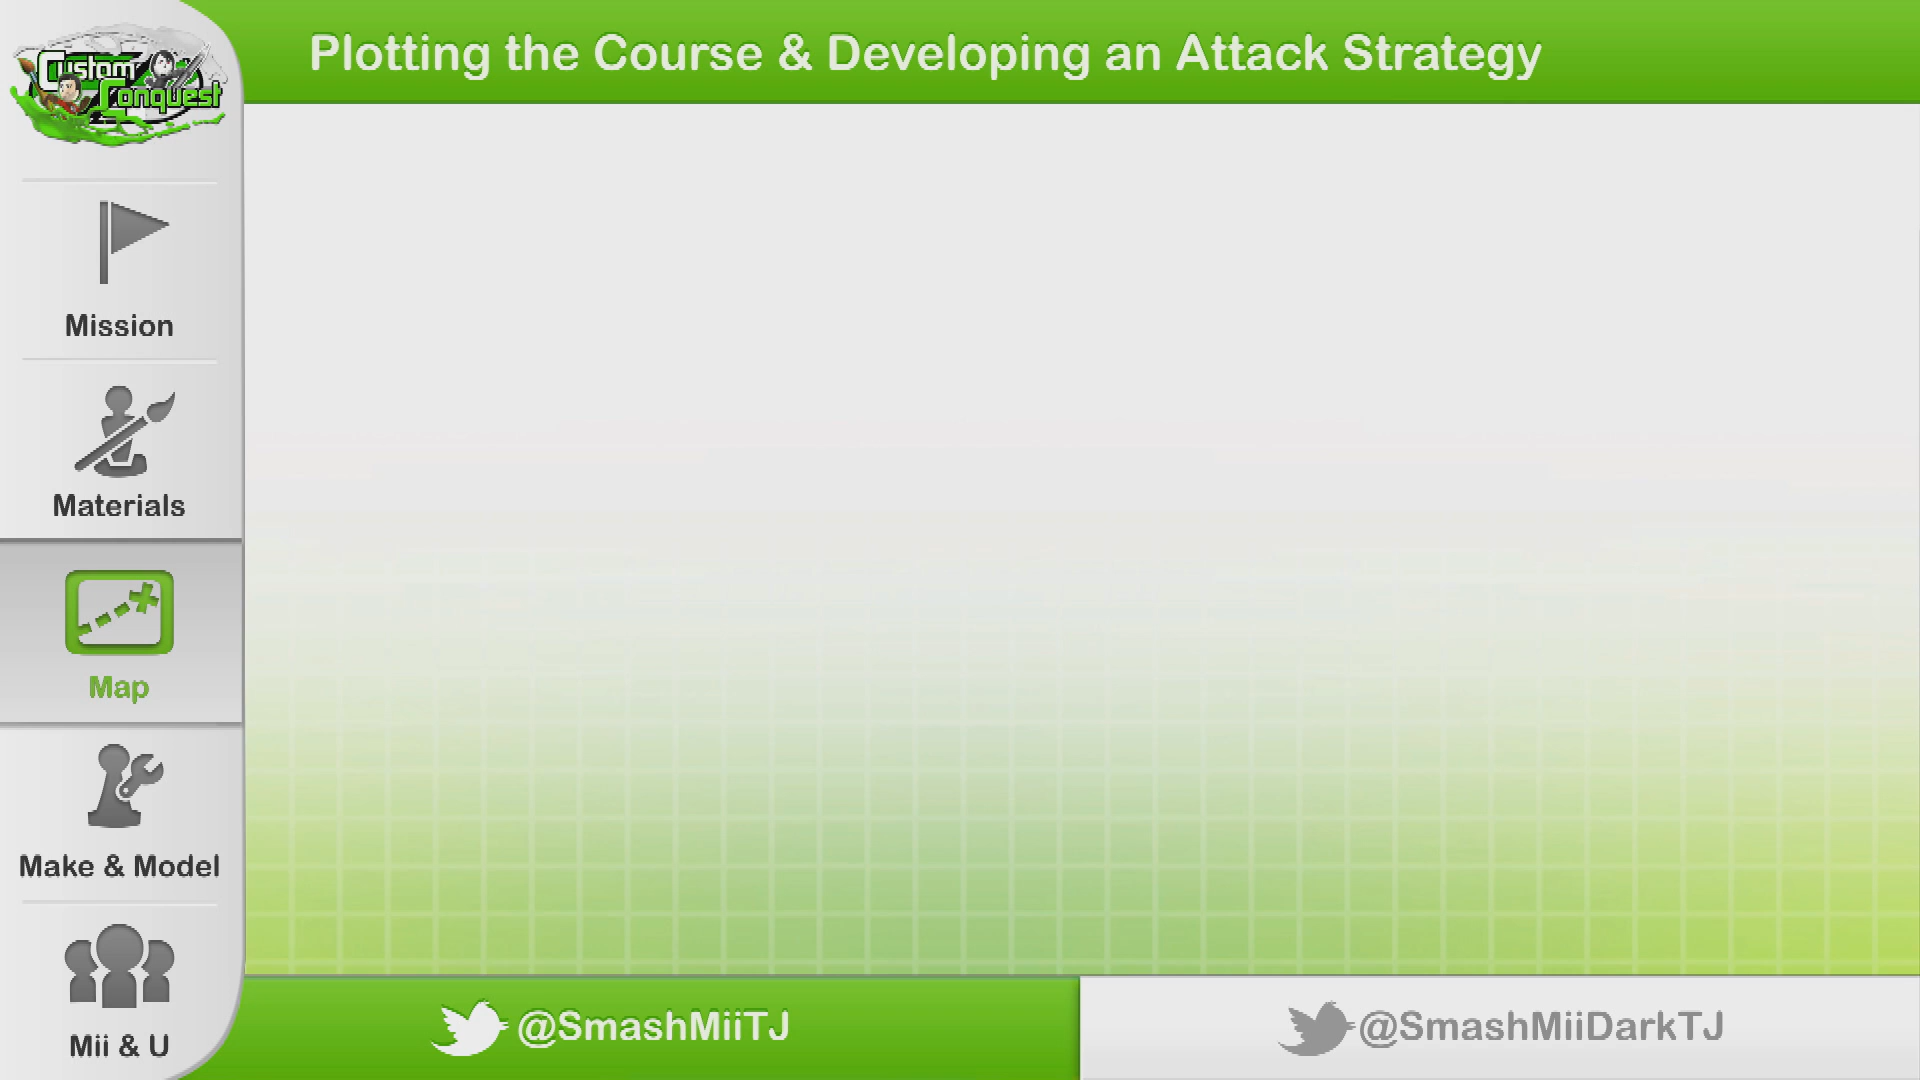 Custom
Conquest
Plotting the Course & Developing an Attack Strategy
Mission
Materials
Map
Make & Model
Mii & U
@SmashMiiTJ
@SmashMiiDarkTJ